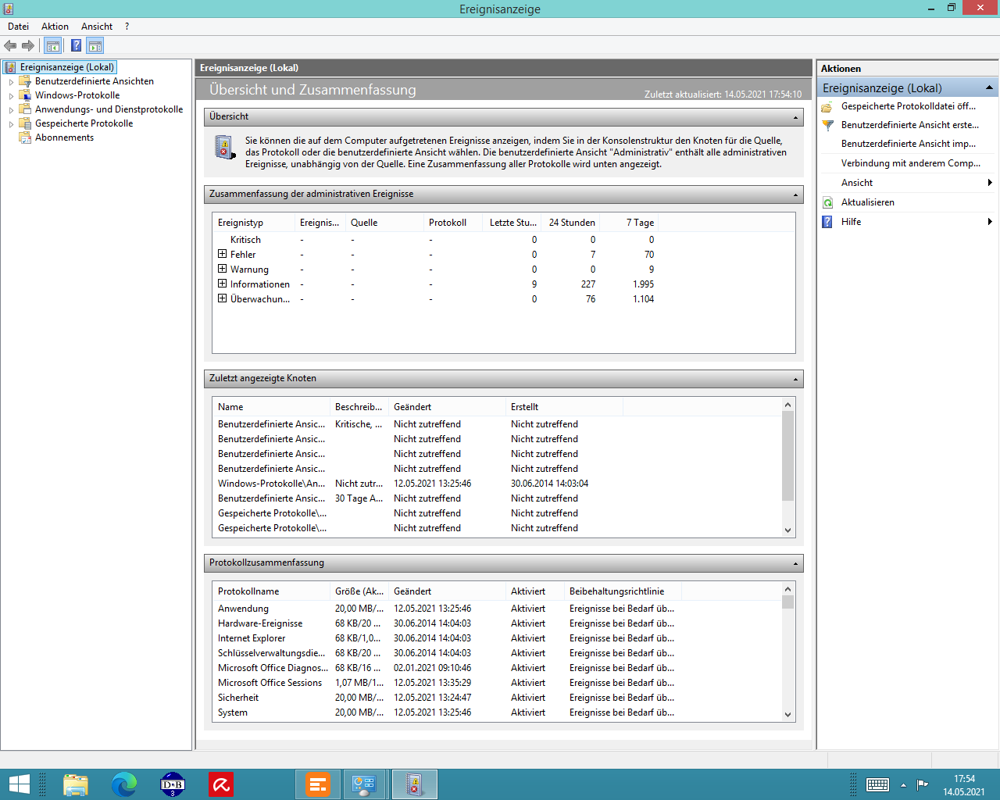 Ereignisanzeige
Datei Aktion Ansicht ?
Ereignisanzeige (Lokal)
Benutzerdefinierte Ansichten
Windows-Protokolle
Anwendungs- und Dienstprotokolle
Gespeicherte Protokolle
Abonnements
Ereignisanzeige (Lokal)
Übersicht und Zusammenfassung Zuletzt aktualisiert: 14.05.2021 17:54:10
Übersicht
Sie können die auf dem Computer aufgetretenen Ereignisse anzeigen, indem Sie in der Konsolenstruktur den Knoten für die Quelle,
das Protokoll oder die benutzerdefinierte Ansicht wählen. Die benutzerdefinierte Ansicht "Administrativ" enthält alle administrativen
Ereignisse, unabhängig von der Quelle. Eine Zusammenfassung aller Protokolle wird unten angezeigt.
Zusammenfassung der administrativen Ereignisse
Ereignistyp Ereignis... Quelle Protokoll Letzte Stu... 24 Stunden 7 Tage
Kritisch - - - 0 0 0
Fehler - - - 0 7 70
Warnung - - - 0 0 9
Informationen - - - 9 227 1.995
Überwachun... - - - 0 76 1.104
Zuletzt angezeigte Knoten
Name Beschreib... Geändert Erstellt
Benutzerdefinierte Ansic... Kritische, ... Nicht zutreffend Nicht zutreffend
Benutzerdefinierte Ansic... Nicht zutreffend Nicht zutreffend
Benutzerdefinierte Ansic... Nicht zutreffend Nicht zutreffend
Benutzerdefinierte Ansic... Nicht zutreffend Nicht zutreffend
Windows-Protokolle\An... Nicht zutr... 12.05.2021 13:25:46 30.06.2014 14:03:04
Benutzerdefinierte Ansic... 30 Tage A... Nicht zutreffend Nicht zutreffend
Gespeicherte Protokolle\... Nicht zutreffend Nicht zutreffend
Gespeicherte Protokolle\... Nicht zutreffend Nicht zutreffend
Protokollzusammenfassung
Protokollname Größe (Ak... Geändert Aktiviert Beibehaltungsrichtlinie
Anwendung 20,00 MB/... 12.05.2021 13:25:46 Aktiviert Ereignisse bei Bedarf üb...
Hardware-Ereignisse 68 KB/20 ... 30.06.2014 14:04:03 Aktiviert Ereignisse bei Bedarf üb...
Internet Explorer 68 KB/1,0... 30.06.2014 14:04:03 Aktiviert Ereignisse bei Bedarf üb...
Schlüsselverwaltungsdie... 68 KB/20 ... 30.06.2014 14:04:03 Aktiviert Ereignisse bei Bedarf üb...
Microsoft Office Diagnos... 68 KB/16 ... 02.01.2021 09:10:46 Aktiviert Ereignisse bei Bedarf üb...
Microsoft Office Sessions 1,07 MB/1... 12.05.2021 13:35:29 Aktiviert Ereignisse bei Bedarf üb...
Sicherheit 20,00 MB/... 12.05.2021 13:24:47 Aktiviert Ereignisse bei Bedarf üb...
System 20,00 MB/... 12.05.2021 13:25:46 Aktiviert Ereignisse bei Bedarf üb...
Aktionen
Ereignisanzeige (Lokal)
Gespeicherte Protokolldatei öff...
Benutzerdefinierte Ansicht erste...
Benutzerdefinierte Ansicht imp...
Verbindung mit anderem Comp...
Ansicht
Aktualisieren
Hilfe
D B
3
17:54
14.05.2021